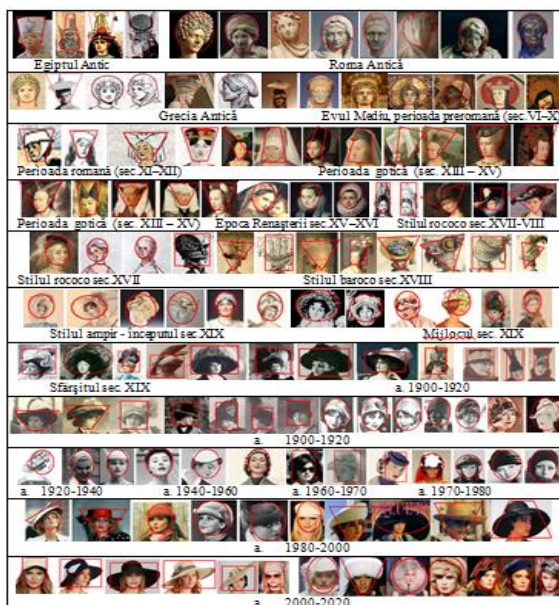 Egiptul Antic Roma Antică
Grecia Antică Evul Mediu, perioada preromană (sec.VI–X
Perioada romană (sec.XI–XII) Perioada gotică (sec.XIII – XV)
Perioada gotică (sec.XIII – XV) Epoca Renașterii sec.XV–XVI Stilul rococo sec.XVII-VIII
Stilul rococo sec.XVII Stilul baroco sec.XVIII
Stilul ampir - începutul sec.XIX Mijlocul sec. XIX
Sfârșitul sec.XIX a. 1900-1920
a. 1900-1920
a. 1920-1940 a. 1940-1960 a. 1960-1970 a. 1970-1980
a. 1980-2000
a. 2000-2020